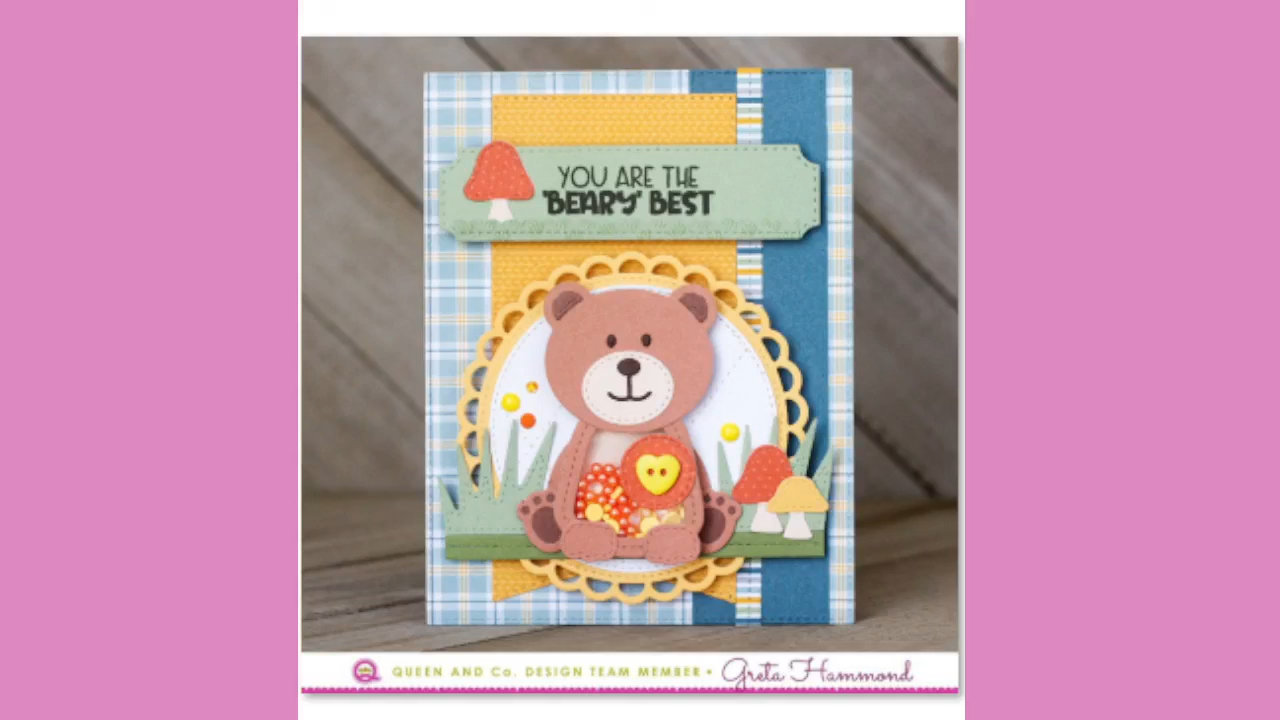 YOU ARE THE
'BEARY' BEST
QUEEN AND Co. DESIGN TEAM MEMBER • Greta Hammond